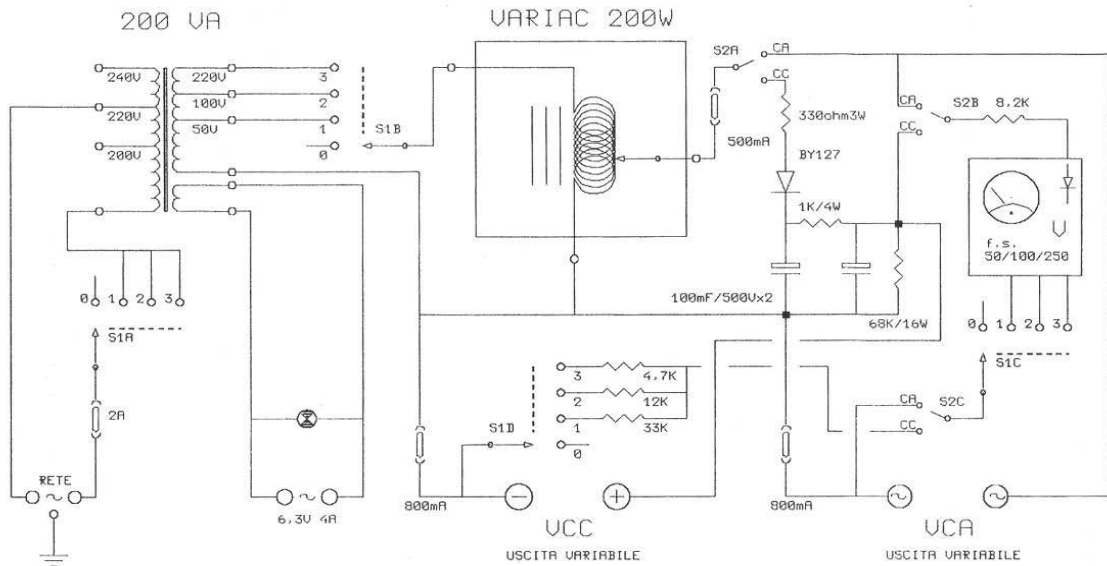 200 VA
VARIAC 200W
240V
220V
200V
220V
100V
50V
3
2
1
0
S1B
S2A
CA
CC
500mA
330ohm3W
BY127
1K/4W
100mF/500Vx2
68K/16W
CA
CC
S2B
8,2K
V
f.s.
50/100/250
0
1
2
3
S1C
0
1
2
3
S1A
2A
RETE
6,3V 4A
3
2
1
0
4,7K
12K
33K
S1D
800mA
VCC
USCITA VARIABILE
CA
CC
S2C
800mA
VCA
USCITA VARIABILE